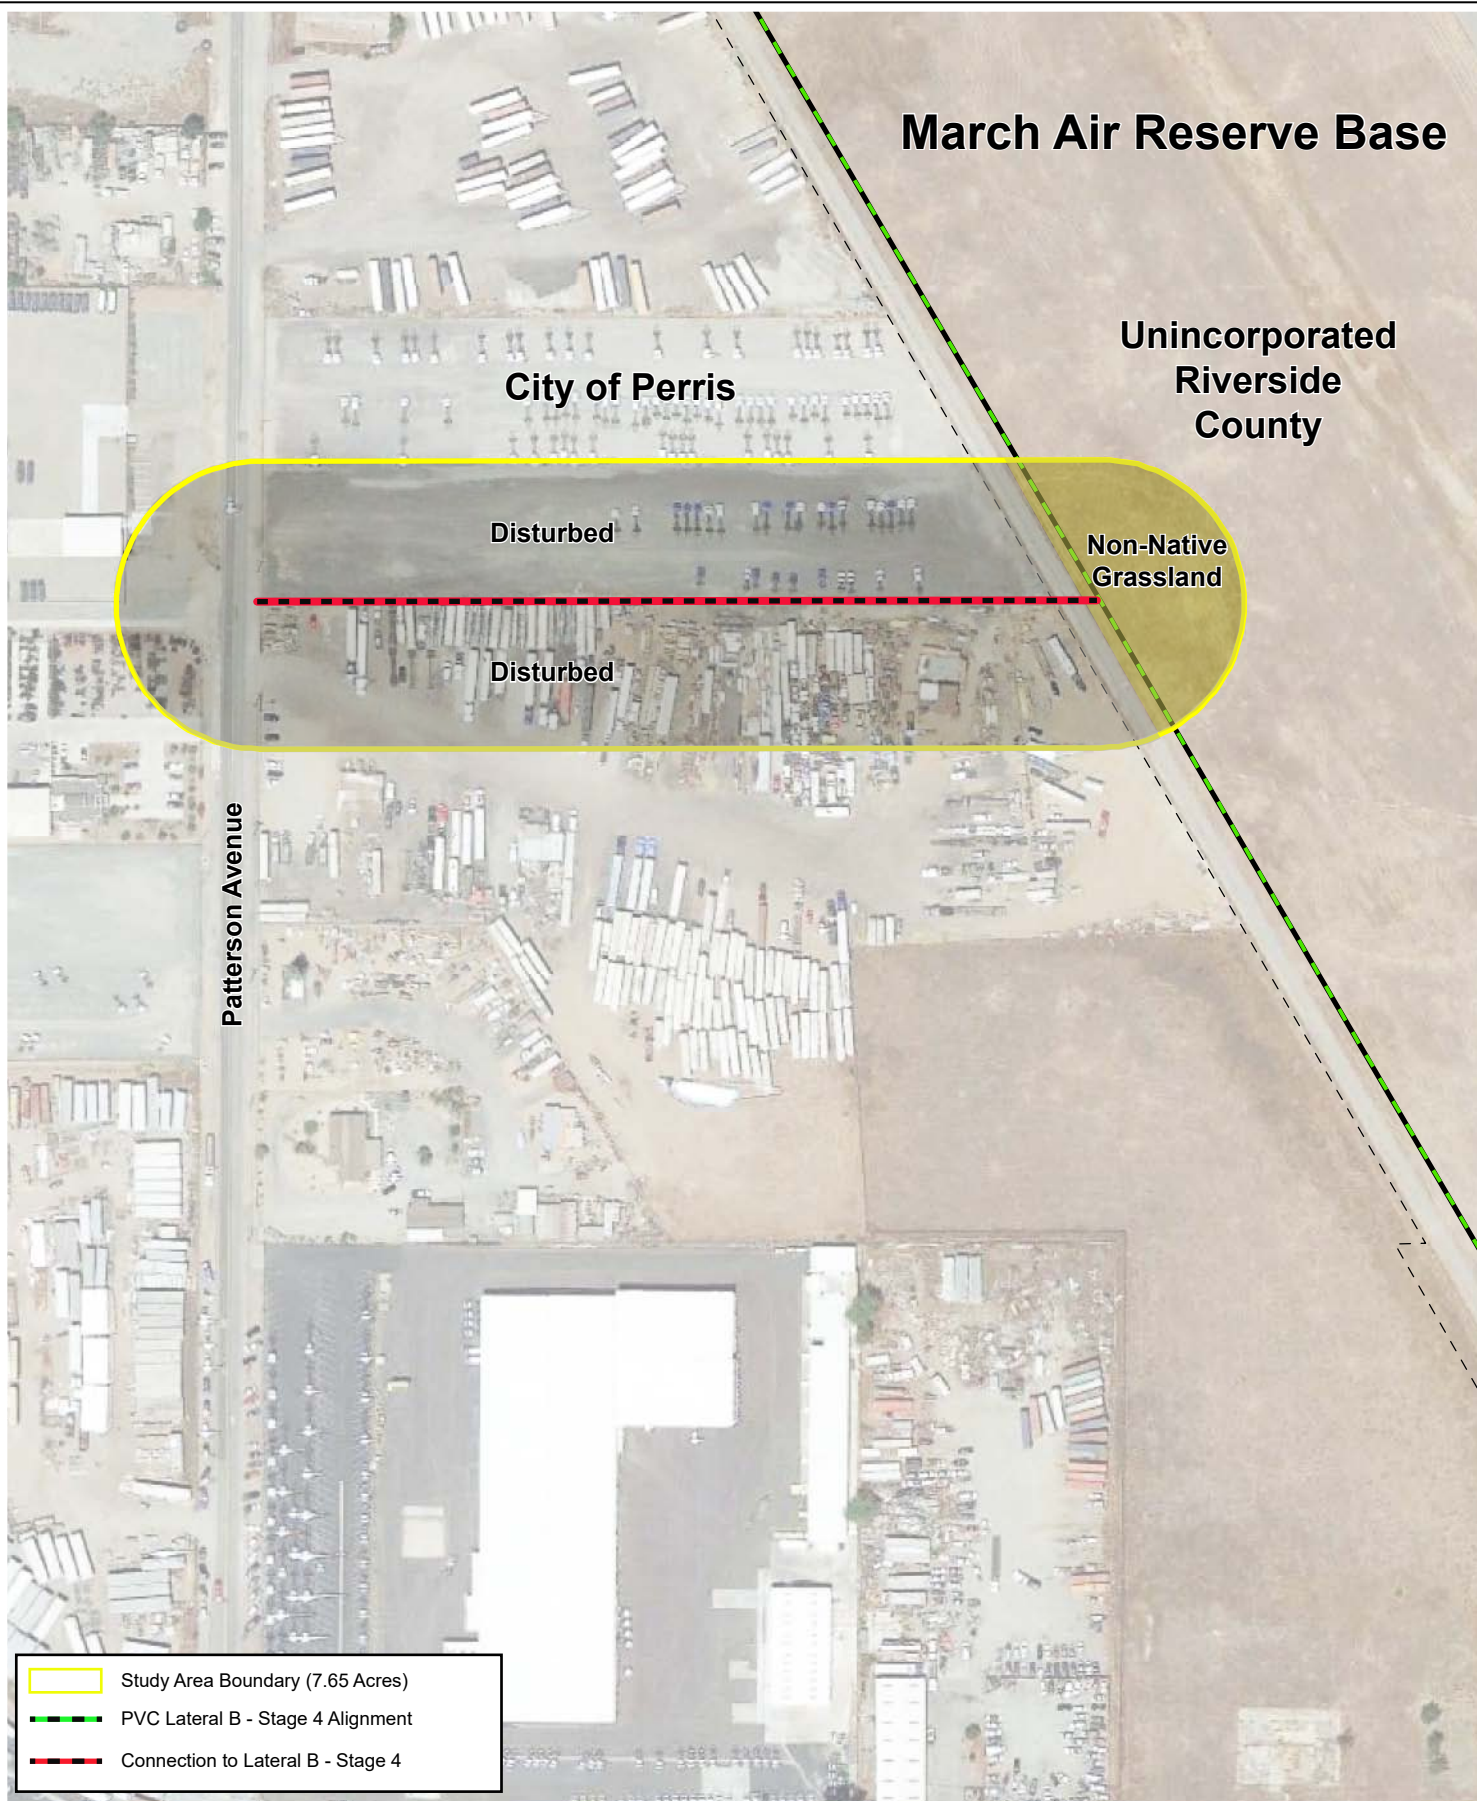 March Air Reserve Base
Unincorporated
Riverside
County
City of Perris
Disturbed
Non-Native
Grassland
Disturbed
Patterson Avenue
Study Area Boundary (7.65 Acres)
PVC Lateral B - Stage 4 Alignment
Connection to Lateral B - Stage 4